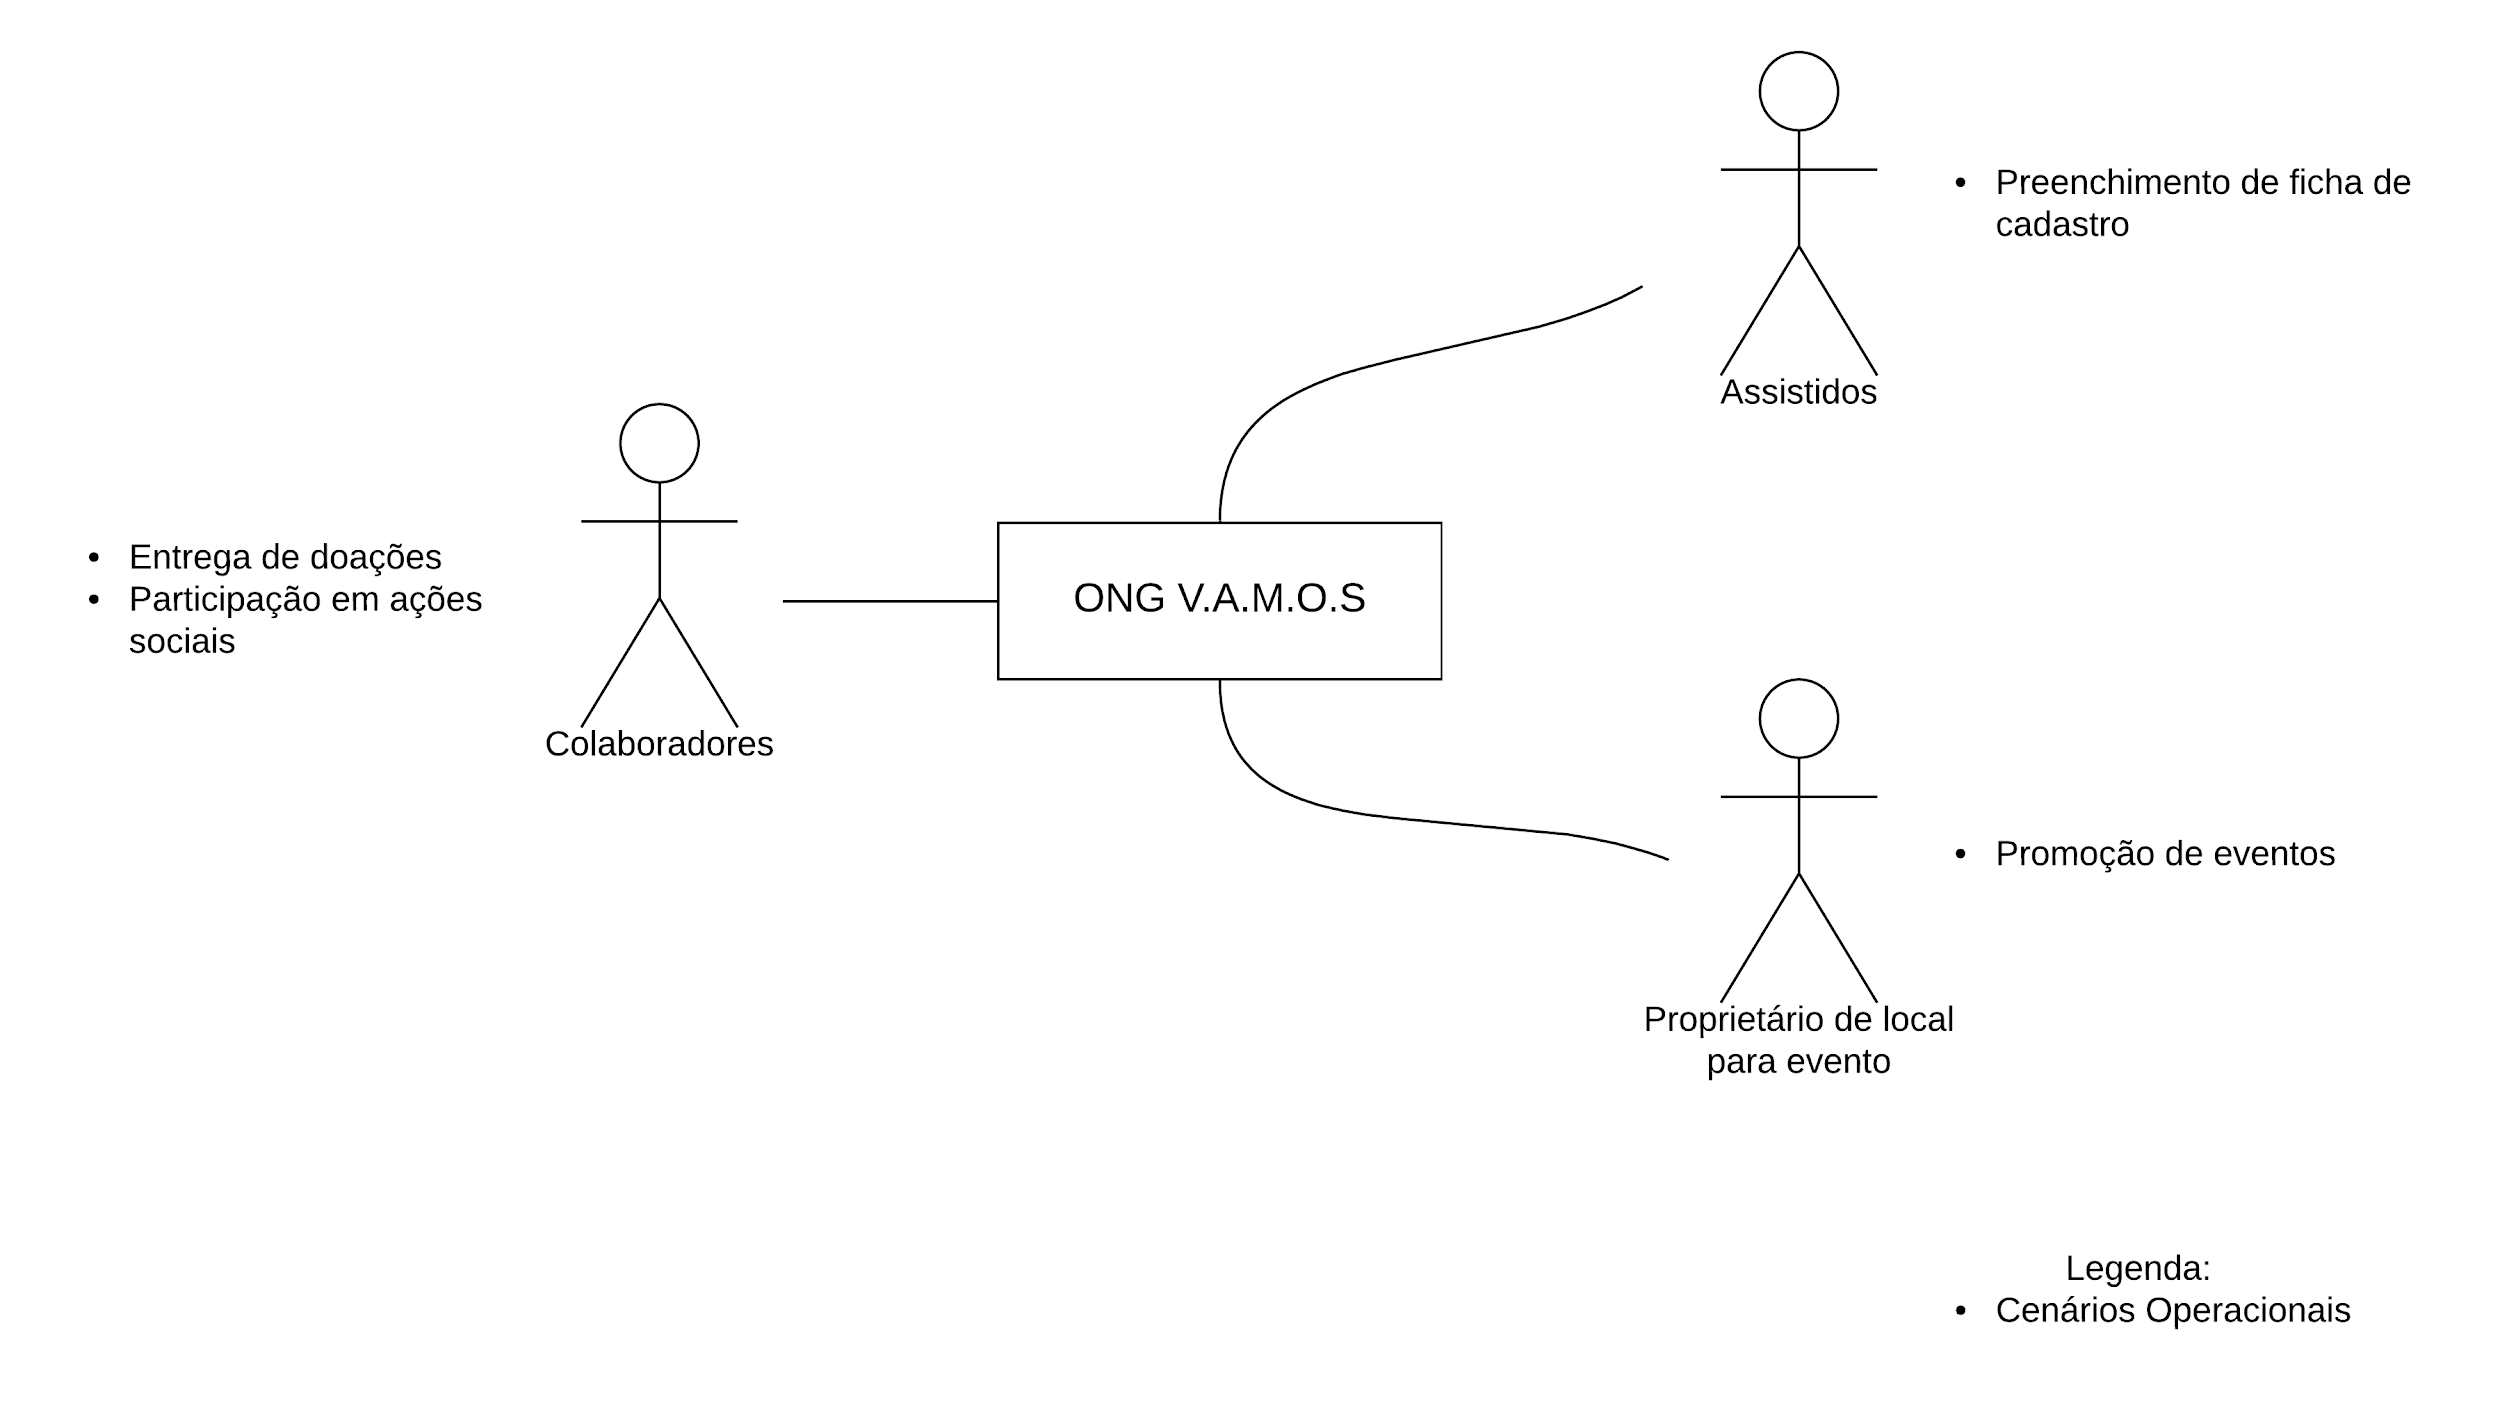 Preenchimento de ficha de
cadastro
Assistidos
• Entrega de doações
• Participação em ações
sociais
Colaboradores
ONG V.A.M.O.S
Promoção de eventos
Proprietário de local
para evento
Legenda:
• Cenários Operacionais